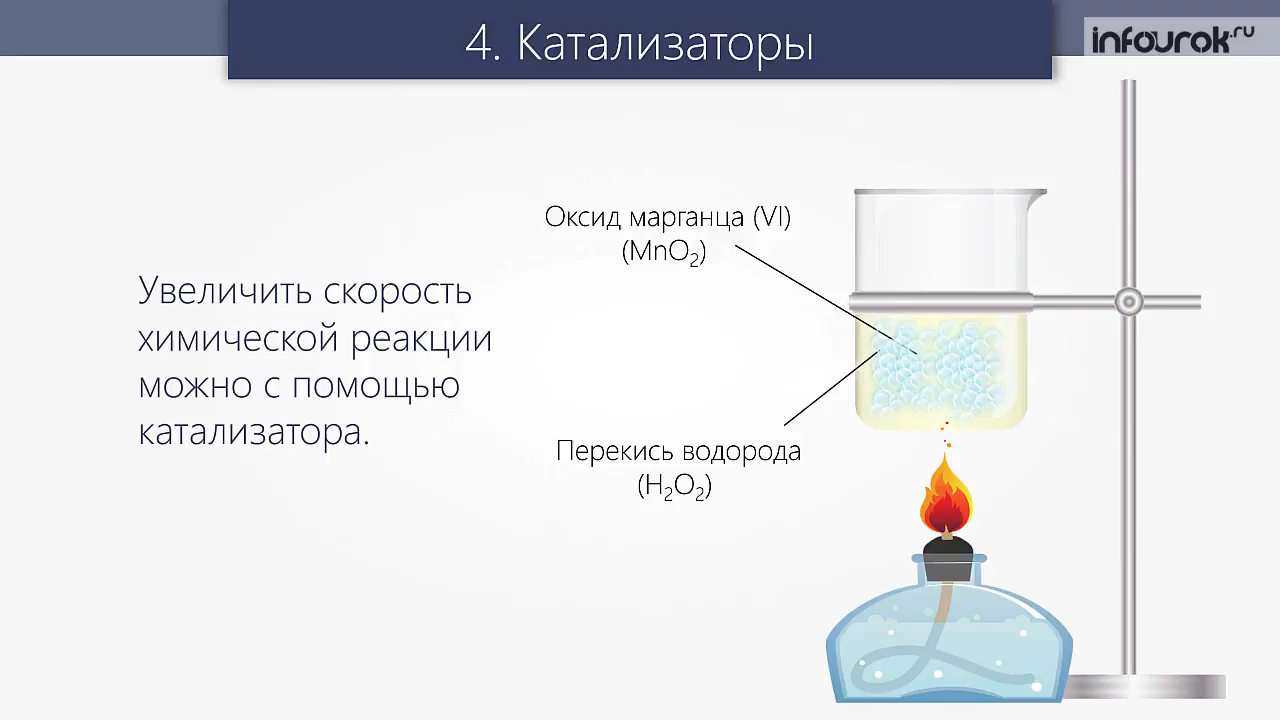 4. Катализаторы
infourok.ru
Оксид марганца (VI)
(MnO₂)
Увеличить скорость
химической реакции
можно с помощью
катализатора.
Перекись водорода
(H₂O₂)